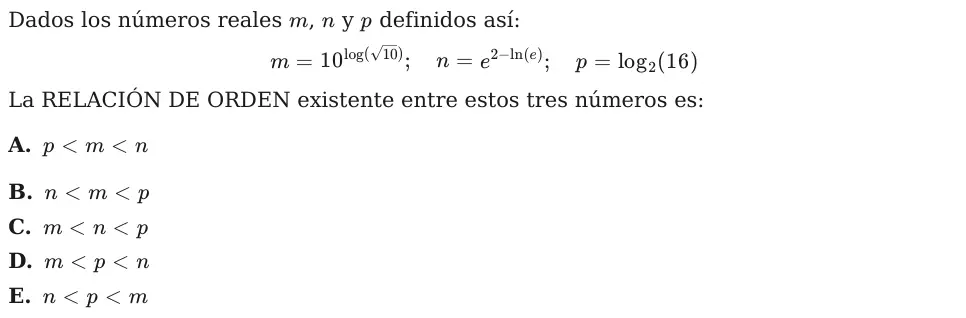 Dados los números reales m, n y p definidos así:
m = 10^{log(√10)}; n = e^{2−ln(e)}; p = log₂(16)
La RELACIÓN DE ORDEN existente entre estos tres números es:
A. p < m < n
B. n < m < p
C. m < n < p
D. m < p < n
E. n < p < m